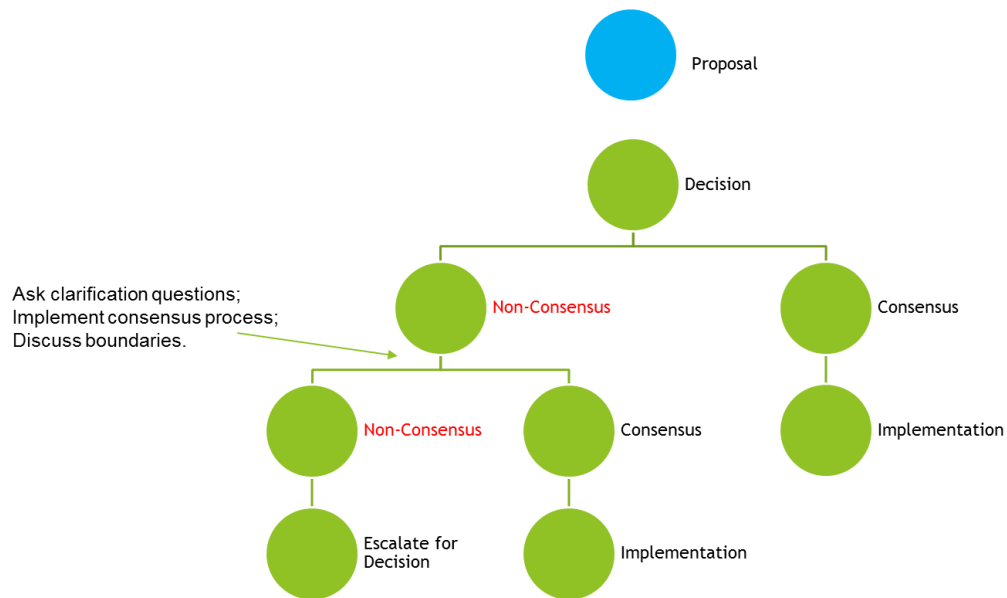 Proposal
Decision
Ask clarification questions;
Implement consensus process;
Discuss boundaries.
Non-Consensus
Consensus
Non-Consensus
Consensus
Implementation
Escalate for
Decision
Implementation